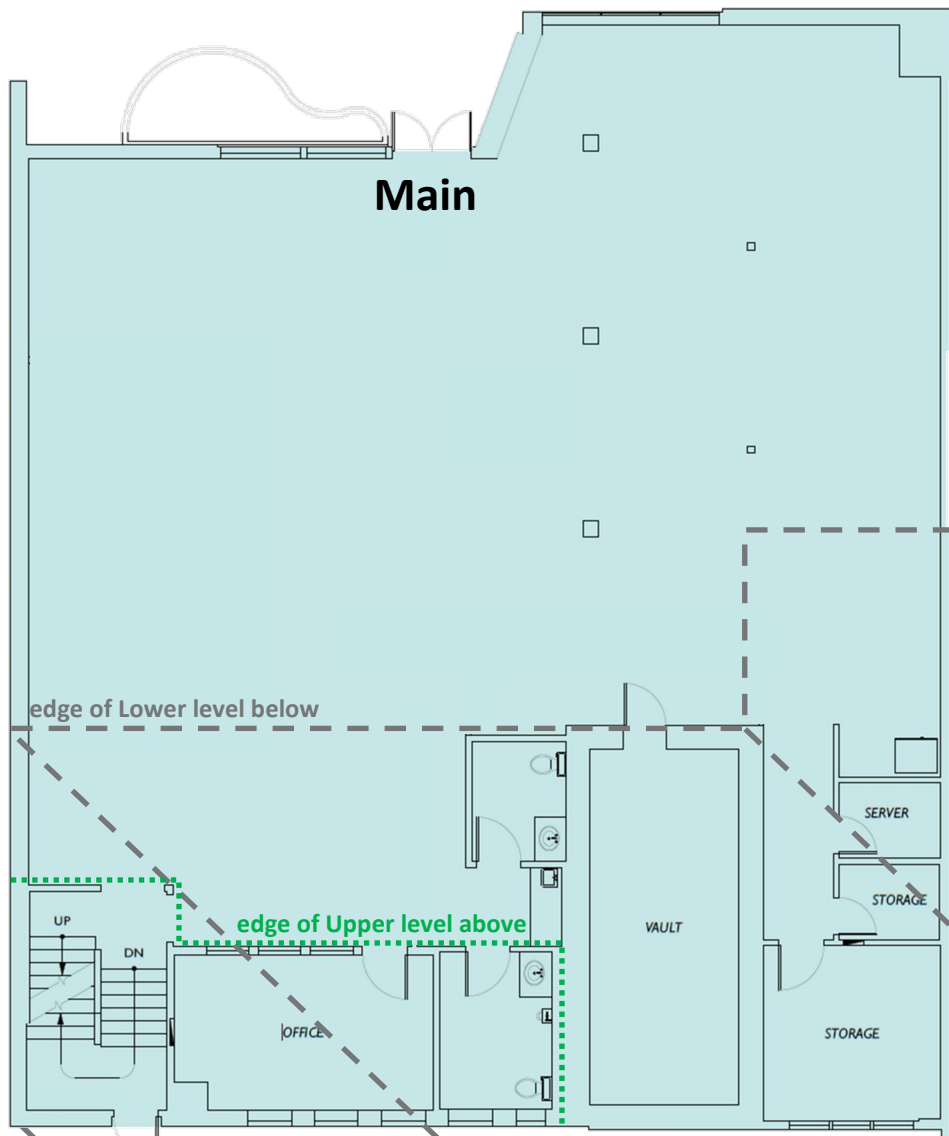 Main
edge of Lower level below
SERVER
STORAGE
edge of Upper level above
UP
VAULT
DN
OFFICE
STORAGE